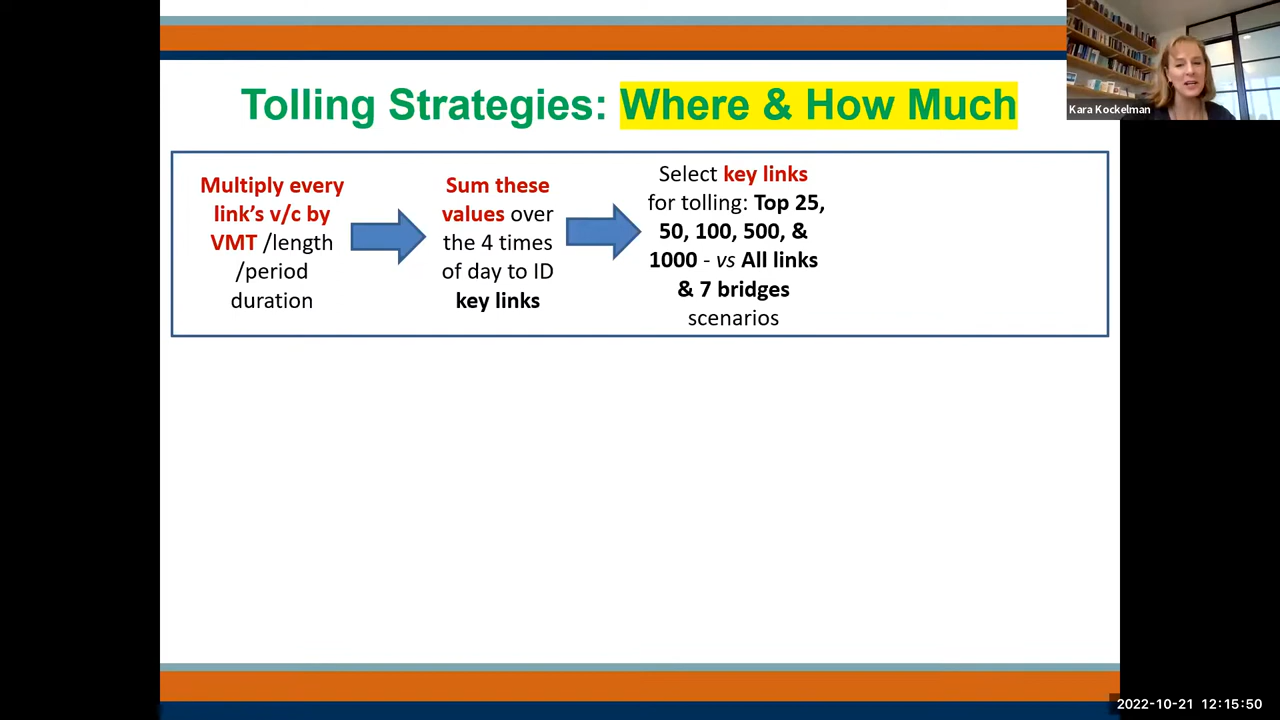 Tolling Strategies: Where & How Much
Kara Kockelman
Multiply every
link's v/c by
VMT /length
/period
duration
Sum these
values over
the 4 times
of day to ID
key links
Select key links
for tolling: Top 25,
50, 100, 500, &
1000 - vs All links
& 7 bridges
scenarios
2022-10-21 12:15:50